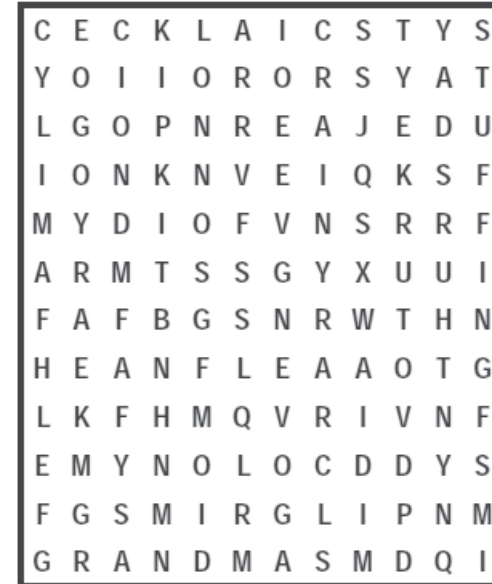 C E C K L A I C S T Y S
Y O I I O R O R S Y A T
L G O P N R E A J E D U
I O N K N V E I Q K S F
M Y D I O F V N S R R F
A R M T S S G Y X U U I
F A F B G S N R W T H N
H E A N F L E A A O T G
L K F H M Q V R I V N F
E M Y N O L O C D D Y S
F G S M I R G L I P N M
G R A N D M A S M D Q I